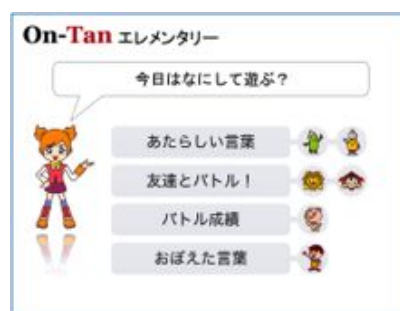 On-Tan エレメンタリー
今日はなにして遊ぶ？
あたらしい言葉
友達とバトル！
バトル成績
おぼえた言葉